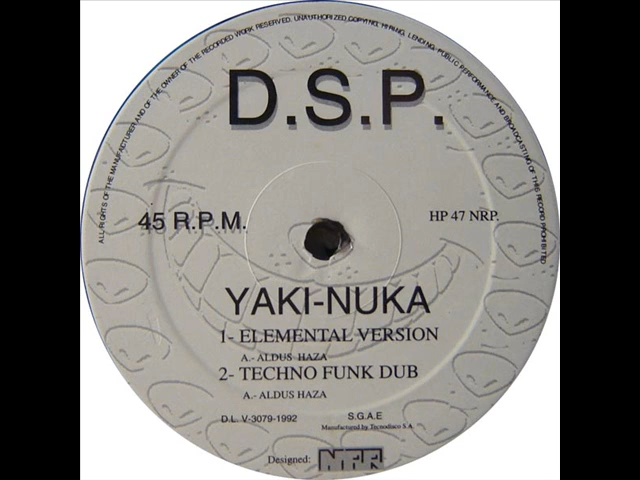 ALL RIGHTS OF THE MANUFACTURER AND OF THE OWNER OF THE RECORDED WORK RESERVED. UNAUTHORIZED COPYING, HIRING, LENDING, PUBLIC PERFORMANCE AND BROADCASTING OF THIS RECORD PROHIBITED
D.S.P.
45 R.P.M.
HP 47 NRP.
YAKI-NUKA
1- ELEMENTAL VERSION
A.- ALDUS HAZA
2- TECHNO FUNK DUB
A.- ALDUS HAZA
D.L. V-3079-1992
S.G.A.E
Manufactured by Tecnodisco S.A
Designed: